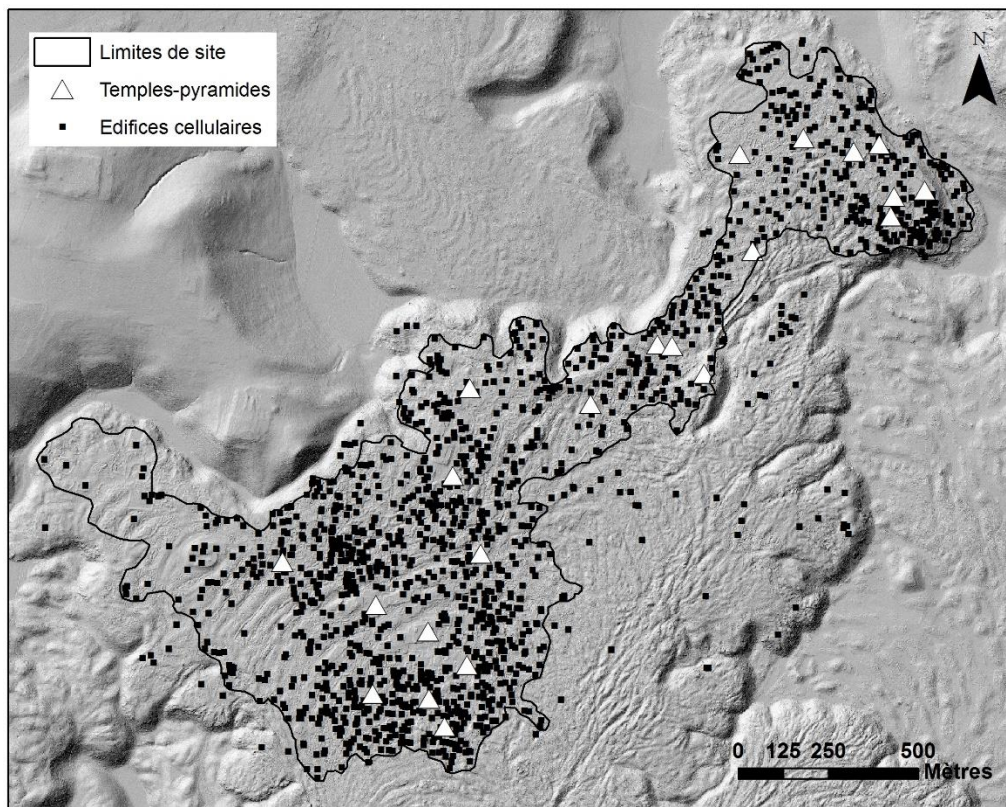 Limites de site
Temples-pyramides
Edifices cellulaires
N
0 125 250 500
Mètres